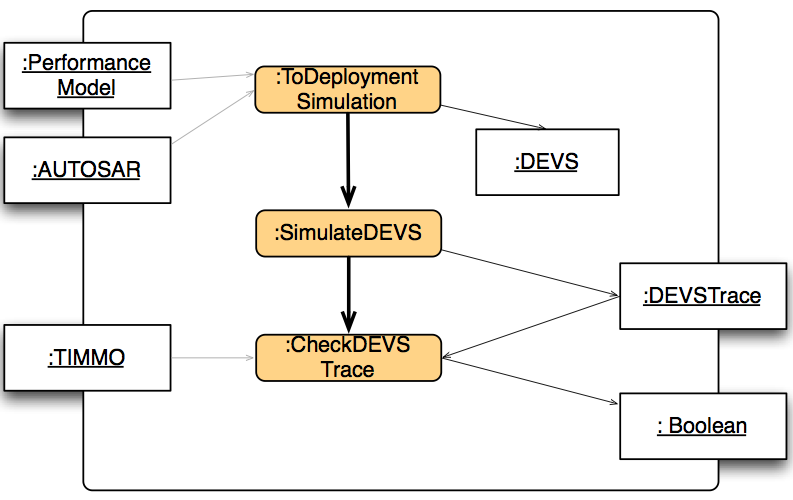 :Performance
Model
:ToDeployment
Simulation
:AUTOSAR
:DEVS
:SimulateDEVS
:DEVSTrace
:TIMMO
:CheckDEVS
Trace
: Boolean